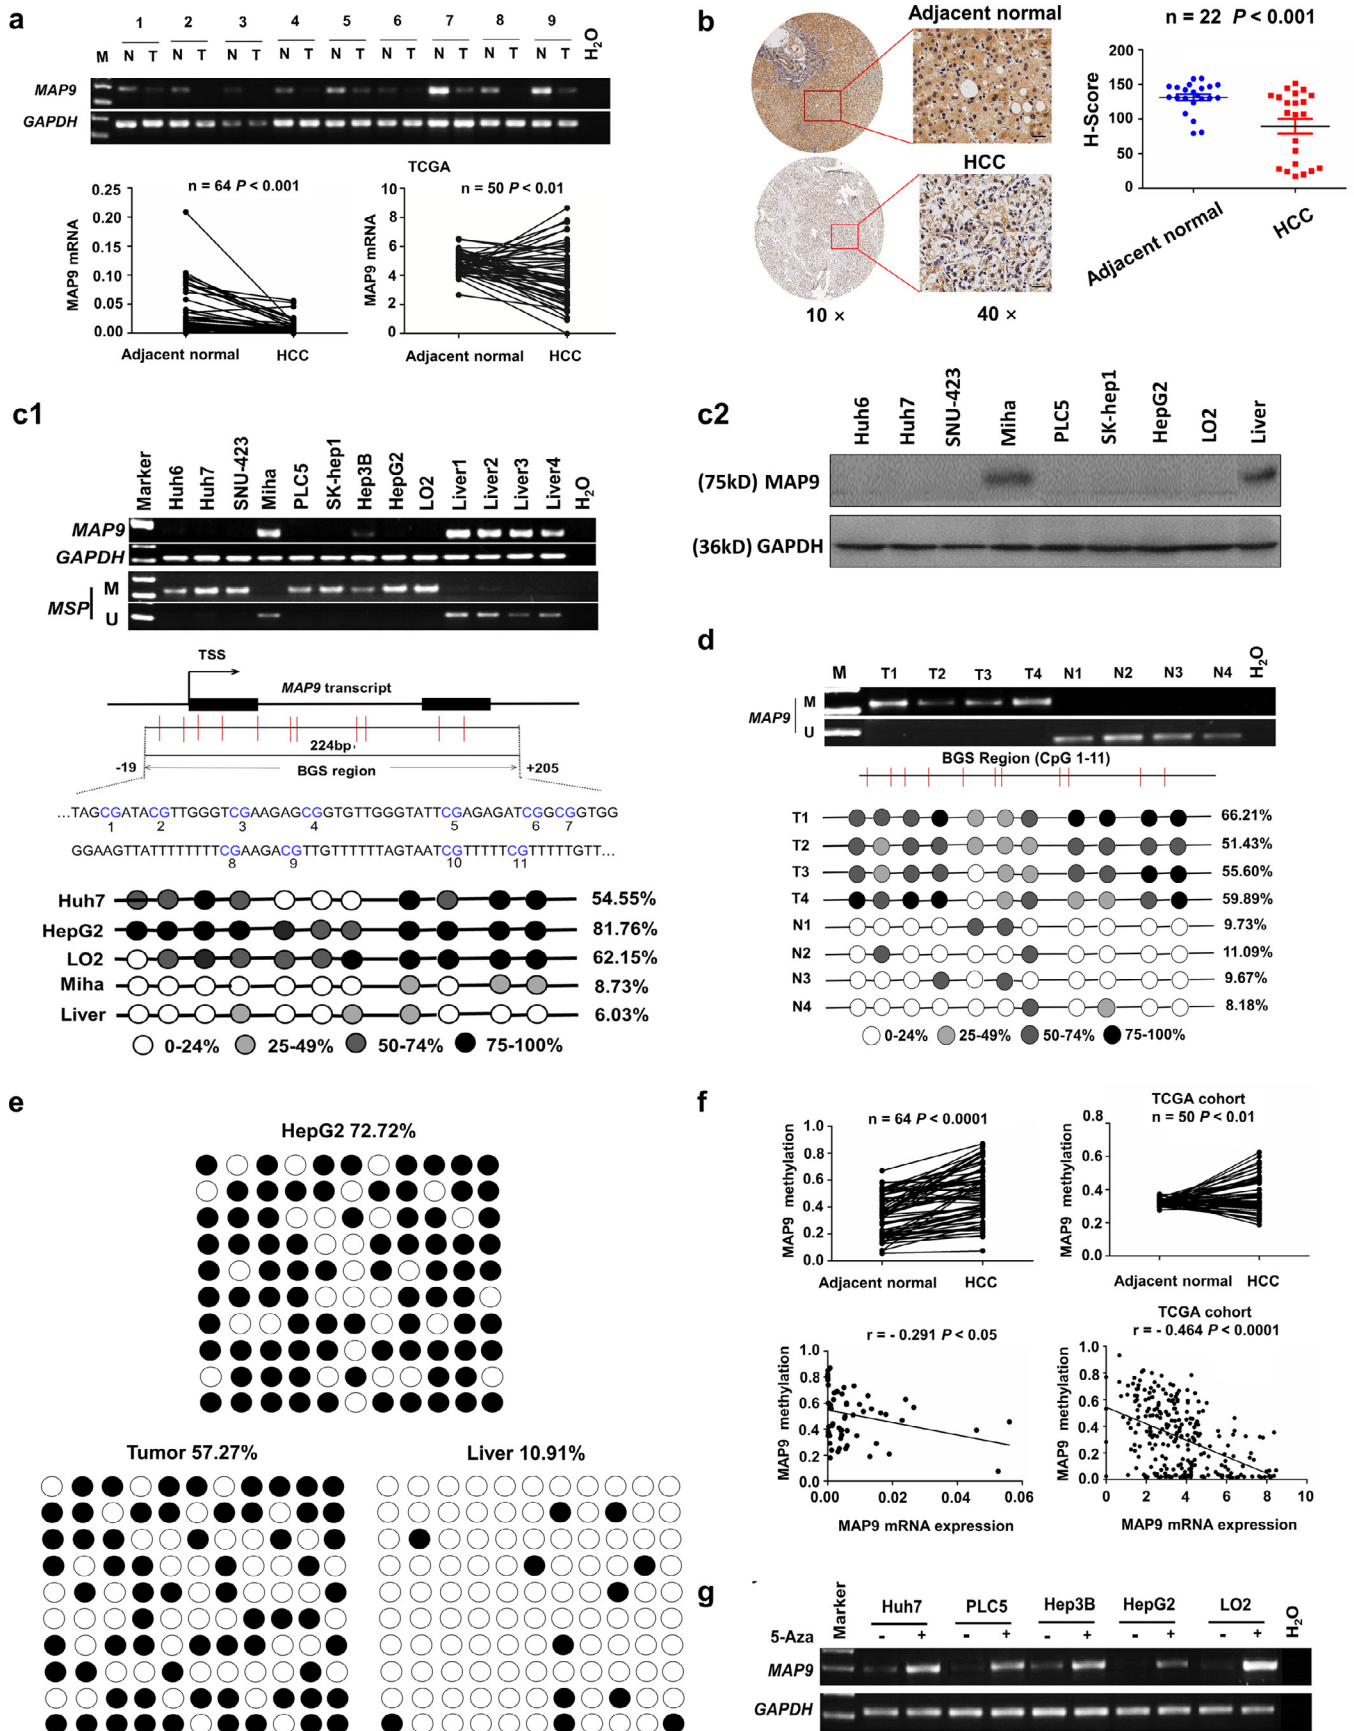 a
1 2 3 4 5 6 7 8 9
M N T N T N T N T N T N T N T N T N T H2O
MAP9
GAPDH
TCGA
n = 64 P < 0.001
MAP9 mRNA
0.25
0.20
0.15
0.10
0.05
0.00
Adjacent normal HCC
n = 50 P < 0.01
MAP9 mRNA
10
8
6
4
2
0
Adjacent normal HCC
b
Adjacent normal
HCC
10 × 40 ×
n = 22 P < 0.001
H-Score
200
150
100
50
0
Adjacent normal HCC
c1
Marker Huh6 Huh7 SNU-423 Miha PLC5 SK-hep1 Hep3B HepG2 LO2 Liver1 Liver2 Liver3 Liver4 H2O
MAP9
GAPDH
MSP M
U
TSS
MAP9 transcript
224bp
-19 BGS region +205
...TAGCGATACGTTGGGTCGAAGAGCGGTGTTGGGTATTCGAGAGATCGGCGGTGG
1 2 3 4 5 6 7
GGAAGTTATTTTTTTTCGAAGACGTTGTTTTTTAGTAATCGTTTTTCGTTTTTGTT...
8 9 10 11
Huh7 54.55%
HepG2 81.76%
LO2 62.15%
Miha 8.73%
Liver 6.03%
0-24% 25-49% 50-74% 75-100%
c2
Huh6 Huh7 SNU-423 Miha PLC5 SK-hep1 HepG2 LO2 Liver
(75kD) MAP9
(36kD) GAPDH
d
M T1 T2 T3 T4 N1 N2 N3 N4 H2O
MAP9 M
U
BGS Region (CpG 1-11)
T1 66.21%
T2 51.43%
T3 55.60%
T4 59.89%
N1 9.73%
N2 11.09%
N3 9.67%
N4 8.18%
0-24% 25-49% 50-74% 75-100%
e
HepG2 72.72%
Tumor 57.27% Liver 10.91%
f
n = 64 P < 0.0001
MAP9 methylation
1.0
0.8
0.6
0.4
0.2
0.0
Adjacent normal HCC
TCGA cohort
n = 50 P < 0.01
MAP9 methylation
0.8
0.6
0.4
0.2
0.0
Adjacent normal HCC
r = - 0.291 P < 0.05
MAP9 methylation
1.0
0.8
0.6
0.4
0.2
0.0
0.00 0.02 0.04 0.06
MAP9 mRNA expression
TCGA cohort
r = - 0.464 P < 0.0001
MAP9 methylation
1.0
0.8
0.6
0.4
0.2
0.0
0 2 4 6 8 10
MAP9 mRNA expression
g
Marker Huh7 PLC5 Hep3B HepG2 LO2 H2O
5-Aza - + - + - + - + - +
MAP9
GAPDH